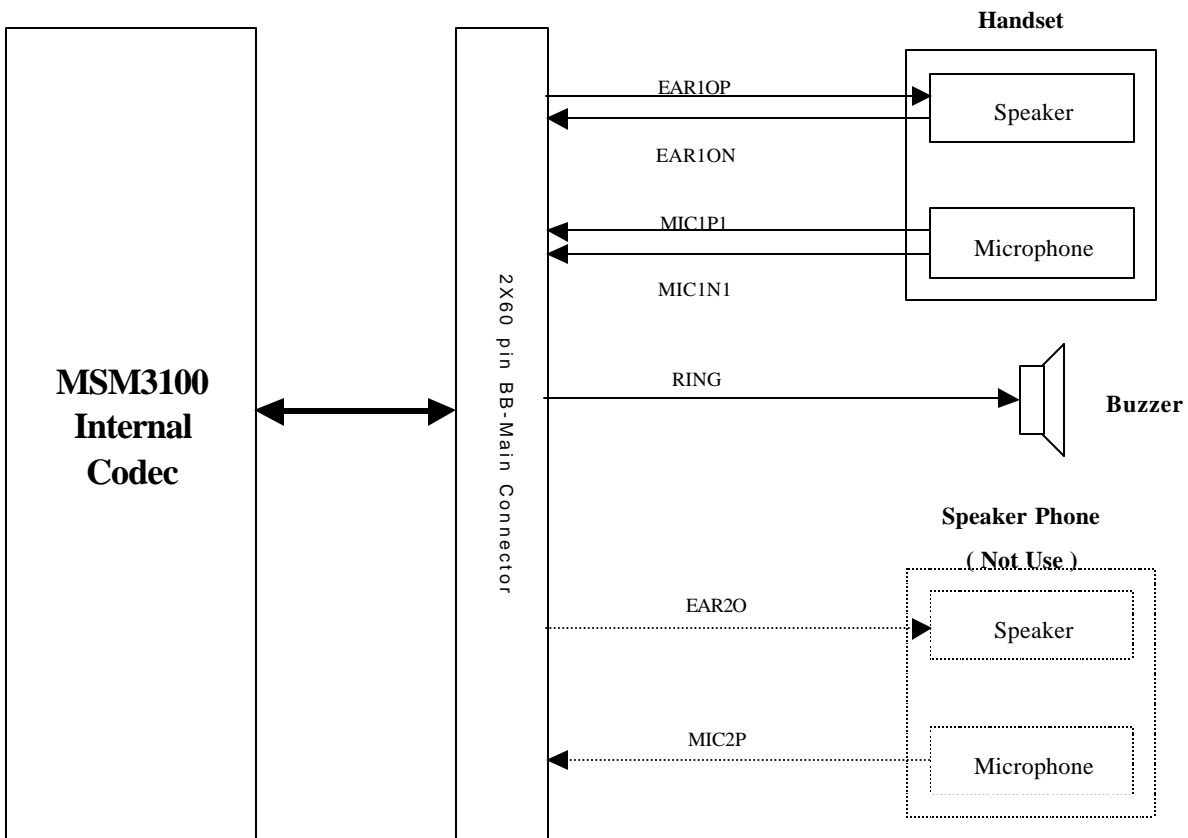 Handset
EAR1OP
Speaker
EAR1ON
MIC1P1
Microphone
MIC1N1
2X60 pin BB-Main Connector
MSM3100
Internal
Codec
RING
Buzzer
Speaker Phone
( Not Use )
EAR2O
Speaker
MIC2P
Microphone